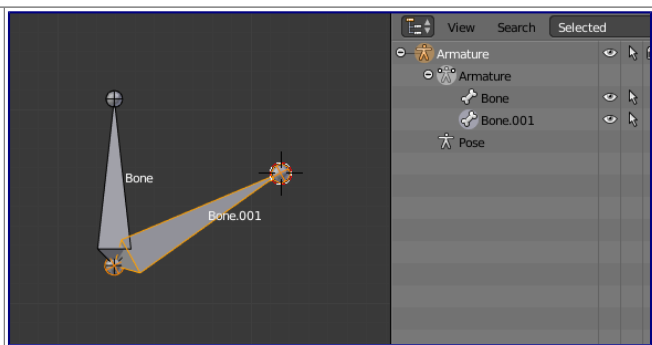 View Search Selected
Armature
Armature
Bone
Bone.001
Pose
Bone
Bone.001